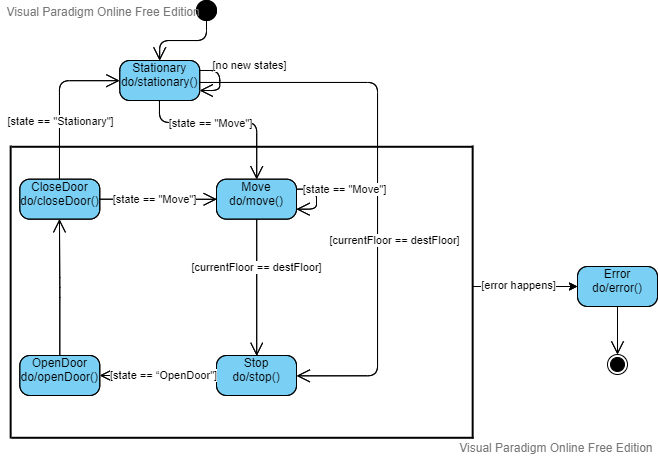 Visual Paradigm Online Free Edition
Stationary
do/stationary()
[no new states]
[state == "Stationary"]
[state == "Move"]
CloseDoor
do/closeDoor()
[state == "Move"]
Move
do/move()
[state == "Move"]
[currentFloor == destFloor]
[currentFloor == destFloor]
[error happens]
Error
do/error()
OpenDoor
do/openDoor()
[state == “OpenDoor”]
Stop
do/stop()
Visual Paradigm Online Free Edition